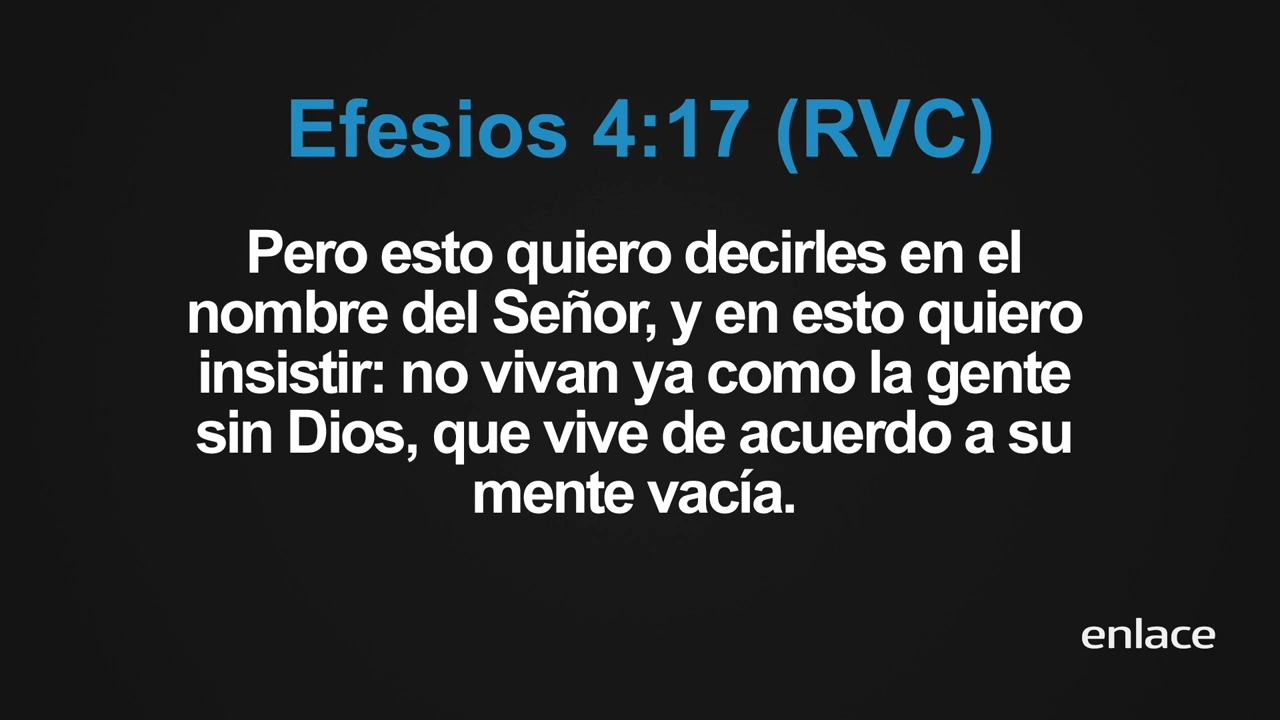 Efesios 4:17 (RVC)
Pero esto quiero decirles en el
nombre del Señor, y en esto quiero
insistir: no vivan ya como la gente
sin Dios, que vive de acuerdo a su
mente vacía.
enlace